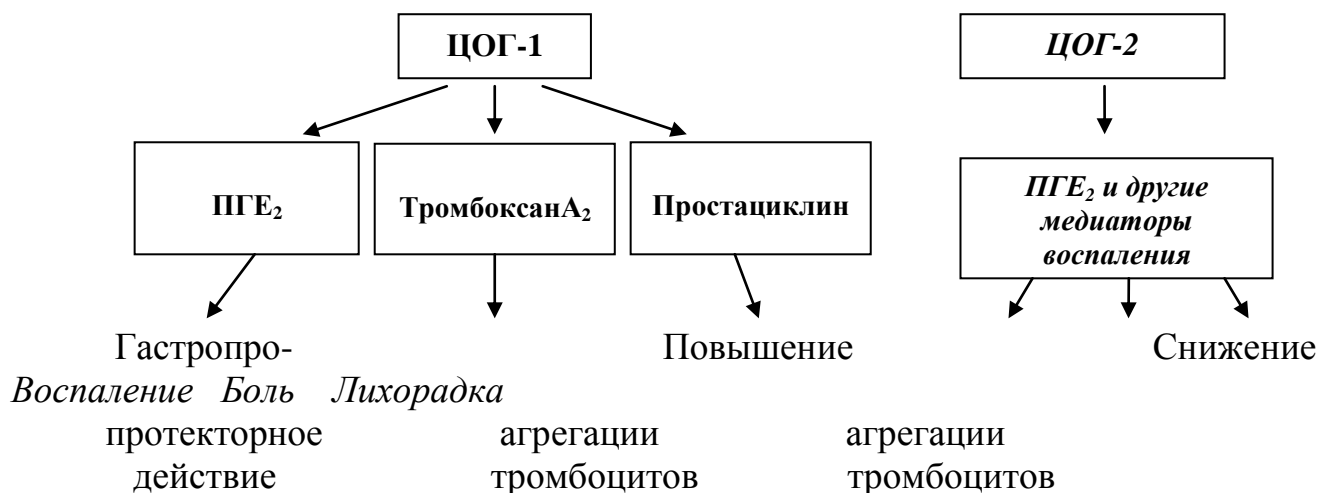 ЦОГ-1
ЦОГ-2
ПГЕ₂
ТромбоксанА₂
Простациклин
ПГЕ₂ и другие
медиаторы
воспаления
Гастропро- Повышение Снижение
Воспаление Боль Лихорадка
протекторное агрегации агрегации
действие тромбоцитов тромбоцитов